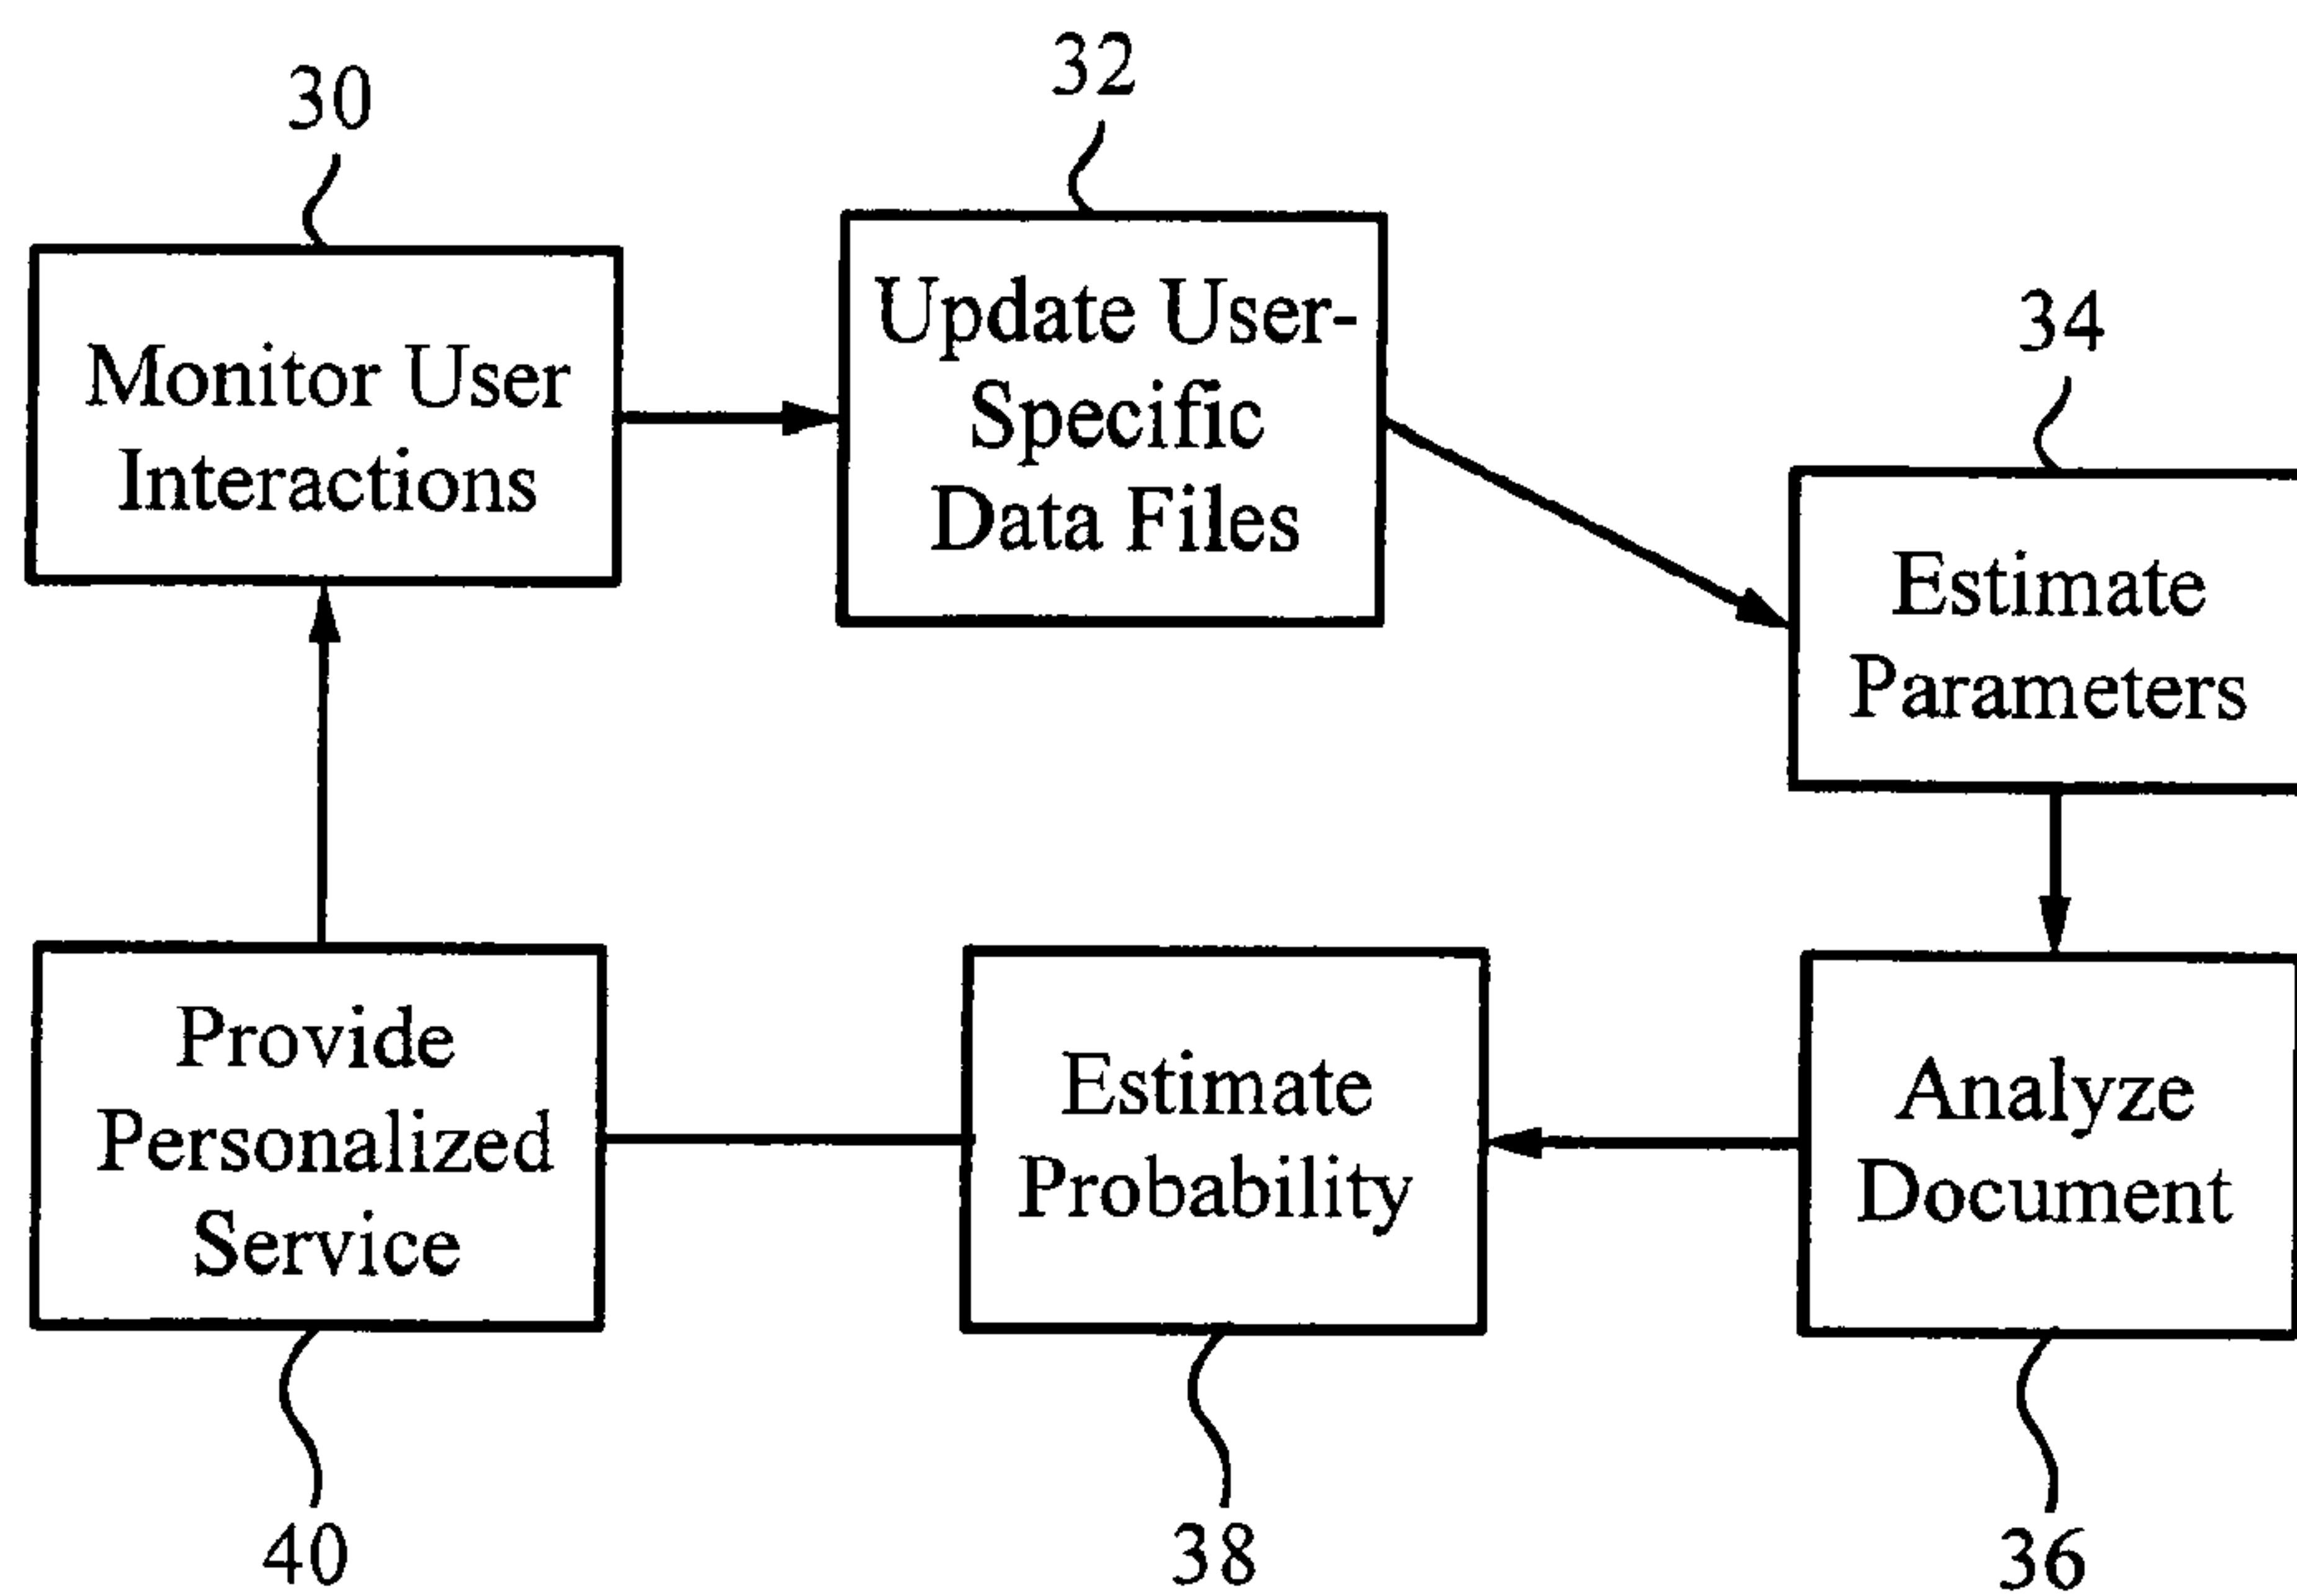 30
Monitor User
Interactions
32
Update User-
Specific
Data Files
34
Estimate
Parameters
Provide
Personalized
Service
40
Estimate
Probability
38
Analyze
Document
36